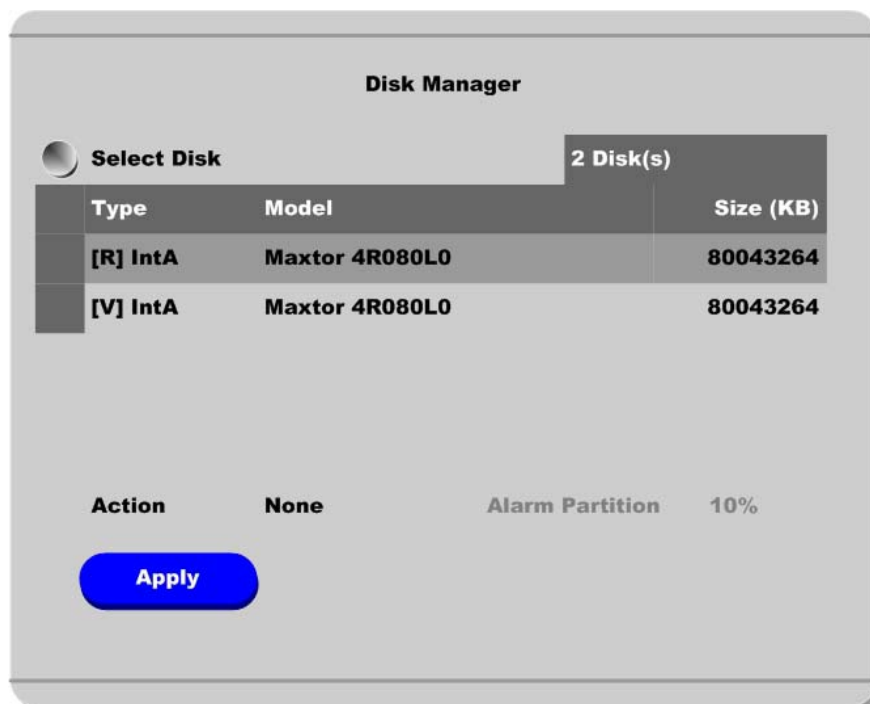 Disk Manager
Select Disk 2 Disk(s)
Type Model Size (KB)
[R] IntA Maxtor 4R080L0 80043264
[V] IntA Maxtor 4R080L0 80043264
Action None Alarm Partition 10%
Apply